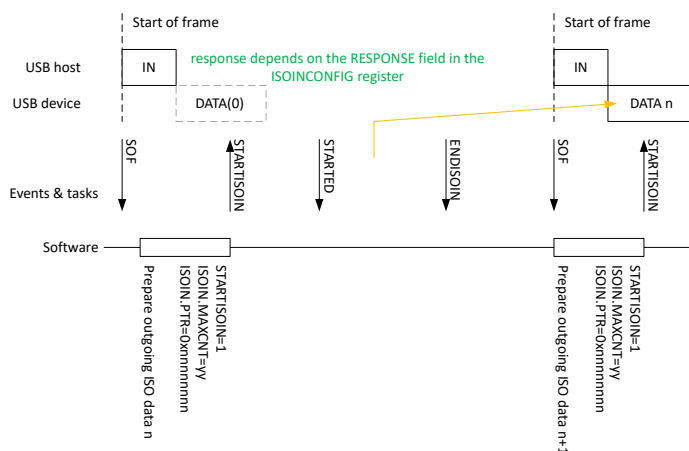 Start of frame
Start of frame
USB host
IN
response depends on the RESPONSE field in the
ISOINCONFIG register
IN
USB device
DATA(0)
DATA n
Events & tasks
SOF
STARTISOIN
STARTED
ENDISOIN
SOF
STARTISOIN
Software
Prepare outgoing ISO data n
ISOIN.PTR=0xnnnnnnnn
ISOIN.MAXCNT=yy
STARTISOIN=1
Prepare outgoing ISO data n+1
ISOIN.PTR=0xnnnnnnnn
ISOIN.MAXCNT=yy
STARTISOIN=1